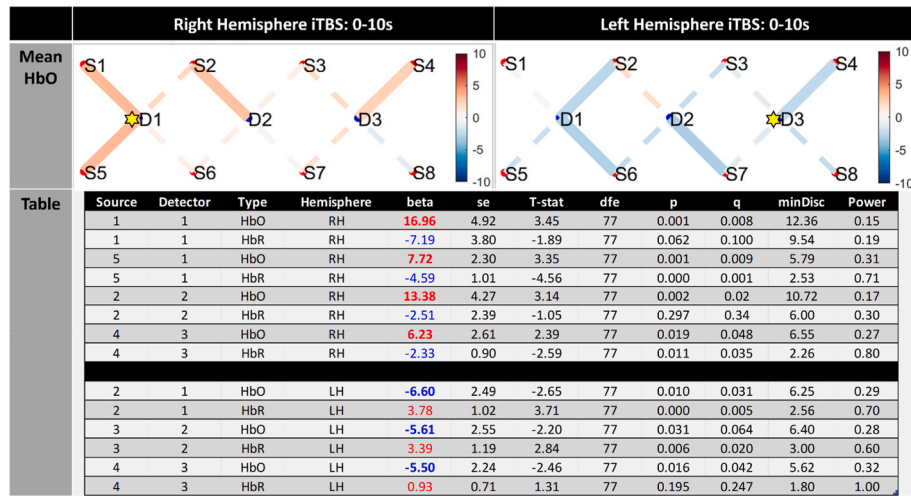 Right Hemisphere iTBS: 0-10s Left Hemisphere iTBS: 0-10s
Mean HbO
S1 S2 S3 S4 10 S1 S2 S3 S4 10
5 5
D1 D2 D3 0 D1 D2 D3 0
-5 -5
S5 S6 S7 S8 -10 S5 S6 S7 S8 -10
Table Source Detector Type Hemisphere beta se T-stat dfe p q minDisc Power
1 1 HbO RH 16.96 4.92 3.45 77 0.001 0.008 12.36 0.15
1 1 HbR RH -7.19 3.80 -1.89 77 0.062 0.100 9.54 0.19
5 1 HbO RH 7.72 2.30 3.35 77 0.001 0.009 5.79 0.31
5 1 HbR RH -4.59 1.01 -4.56 77 0.000 0.001 2.53 0.71
2 2 HbO RH 13.38 4.27 3.14 77 0.002 0.02 10.72 0.17
2 2 HbR RH -2.51 2.39 -1.05 77 0.297 0.34 6.00 0.30
4 3 HbO RH 6.23 2.61 2.39 77 0.019 0.048 6.55 0.27
4 3 HbR RH -2.33 0.90 -2.59 77 0.011 0.035 2.26 0.80
2 1 HbO LH -6.60 2.49 -2.65 77 0.010 0.031 6.25 0.29
2 1 HbR LH 3.78 1.02 3.71 77 0.000 0.005 2.56 0.70
3 2 HbO LH -5.61 2.55 -2.20 77 0.031 0.064 6.40 0.28
3 2 HbR LH 3.39 1.19 2.84 77 0.006 0.020 3.00 0.60
4 3 HbO LH -5.50 2.24 -2.46 77 0.016 0.042 5.62 0.32
4 3 HbR LH 0.93 0.71 1.31 77 0.195 0.247 1.80 1.00